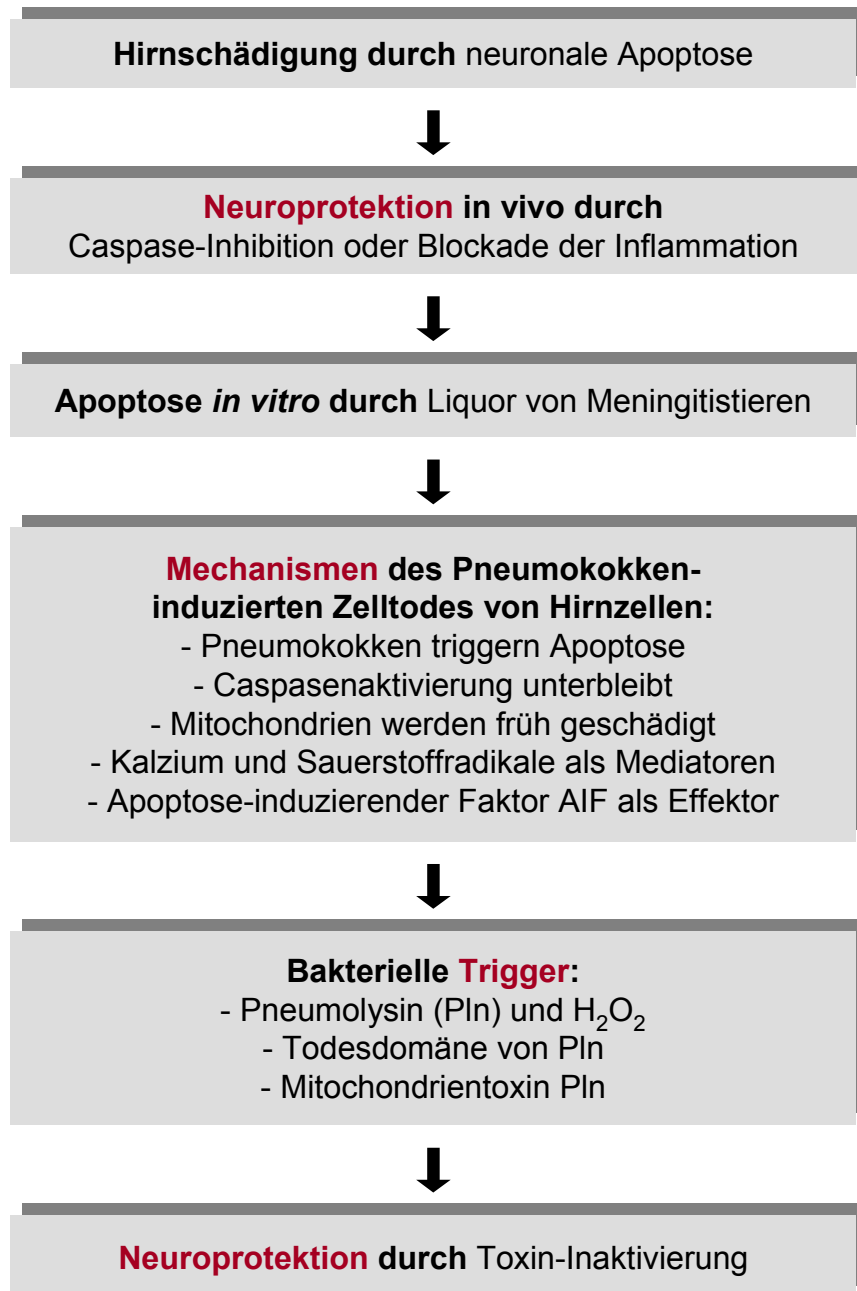 Hirnschädigung durch neuronale Apoptose
Neuroprotektion in vivo durch
Caspase-Inhibition oder Blockade der Inflammation
Apoptose in vitro durch Liquor von Meningitistieren
Mechanismen des Pneumokokken-
induzierten Zelltodes von Hirnzellen:
- Pneumokokken triggern Apoptose
- Caspasenaktivierung unterbleibt
- Mitochondrien werden früh geschädigt
- Kalzium und Sauerstoffradikale als Mediatoren
- Apoptose-induzierender Faktor AIF als Effektor
Bakterielle Trigger:
- Pneumolysin (Pln) und H₂O₂
- Todesdomäne von Pln
- Mitochondrientoxin Pln
Neuroprotektion durch Toxin-Inaktivierung